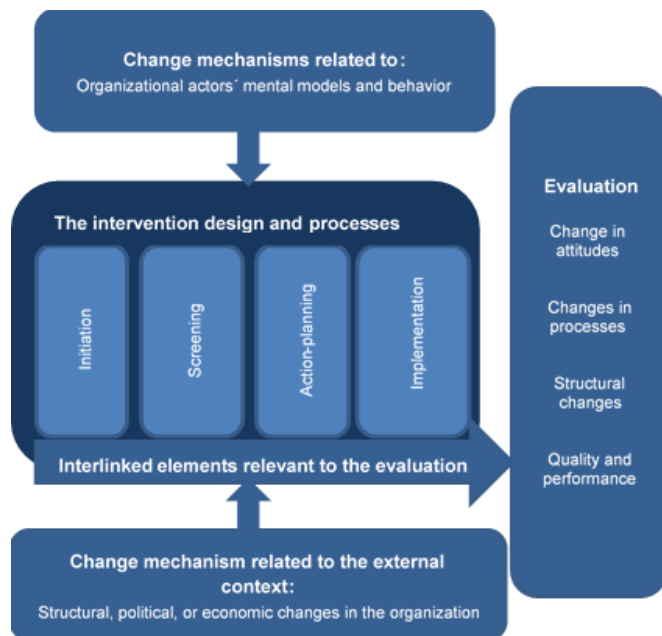 Change mechanisms related to:
Organizational actors´ mental models and behavior
The intervention design and processes
Initiation
Screening
Action-planning
Implementation
Interlinked elements relevant to the evaluation
Change mechanism related to the external
context:
Structural, political, or economic changes in the organization
Evaluation
Change in
attitudes
Changes in
processes
Structural
changes
Quality and
performance